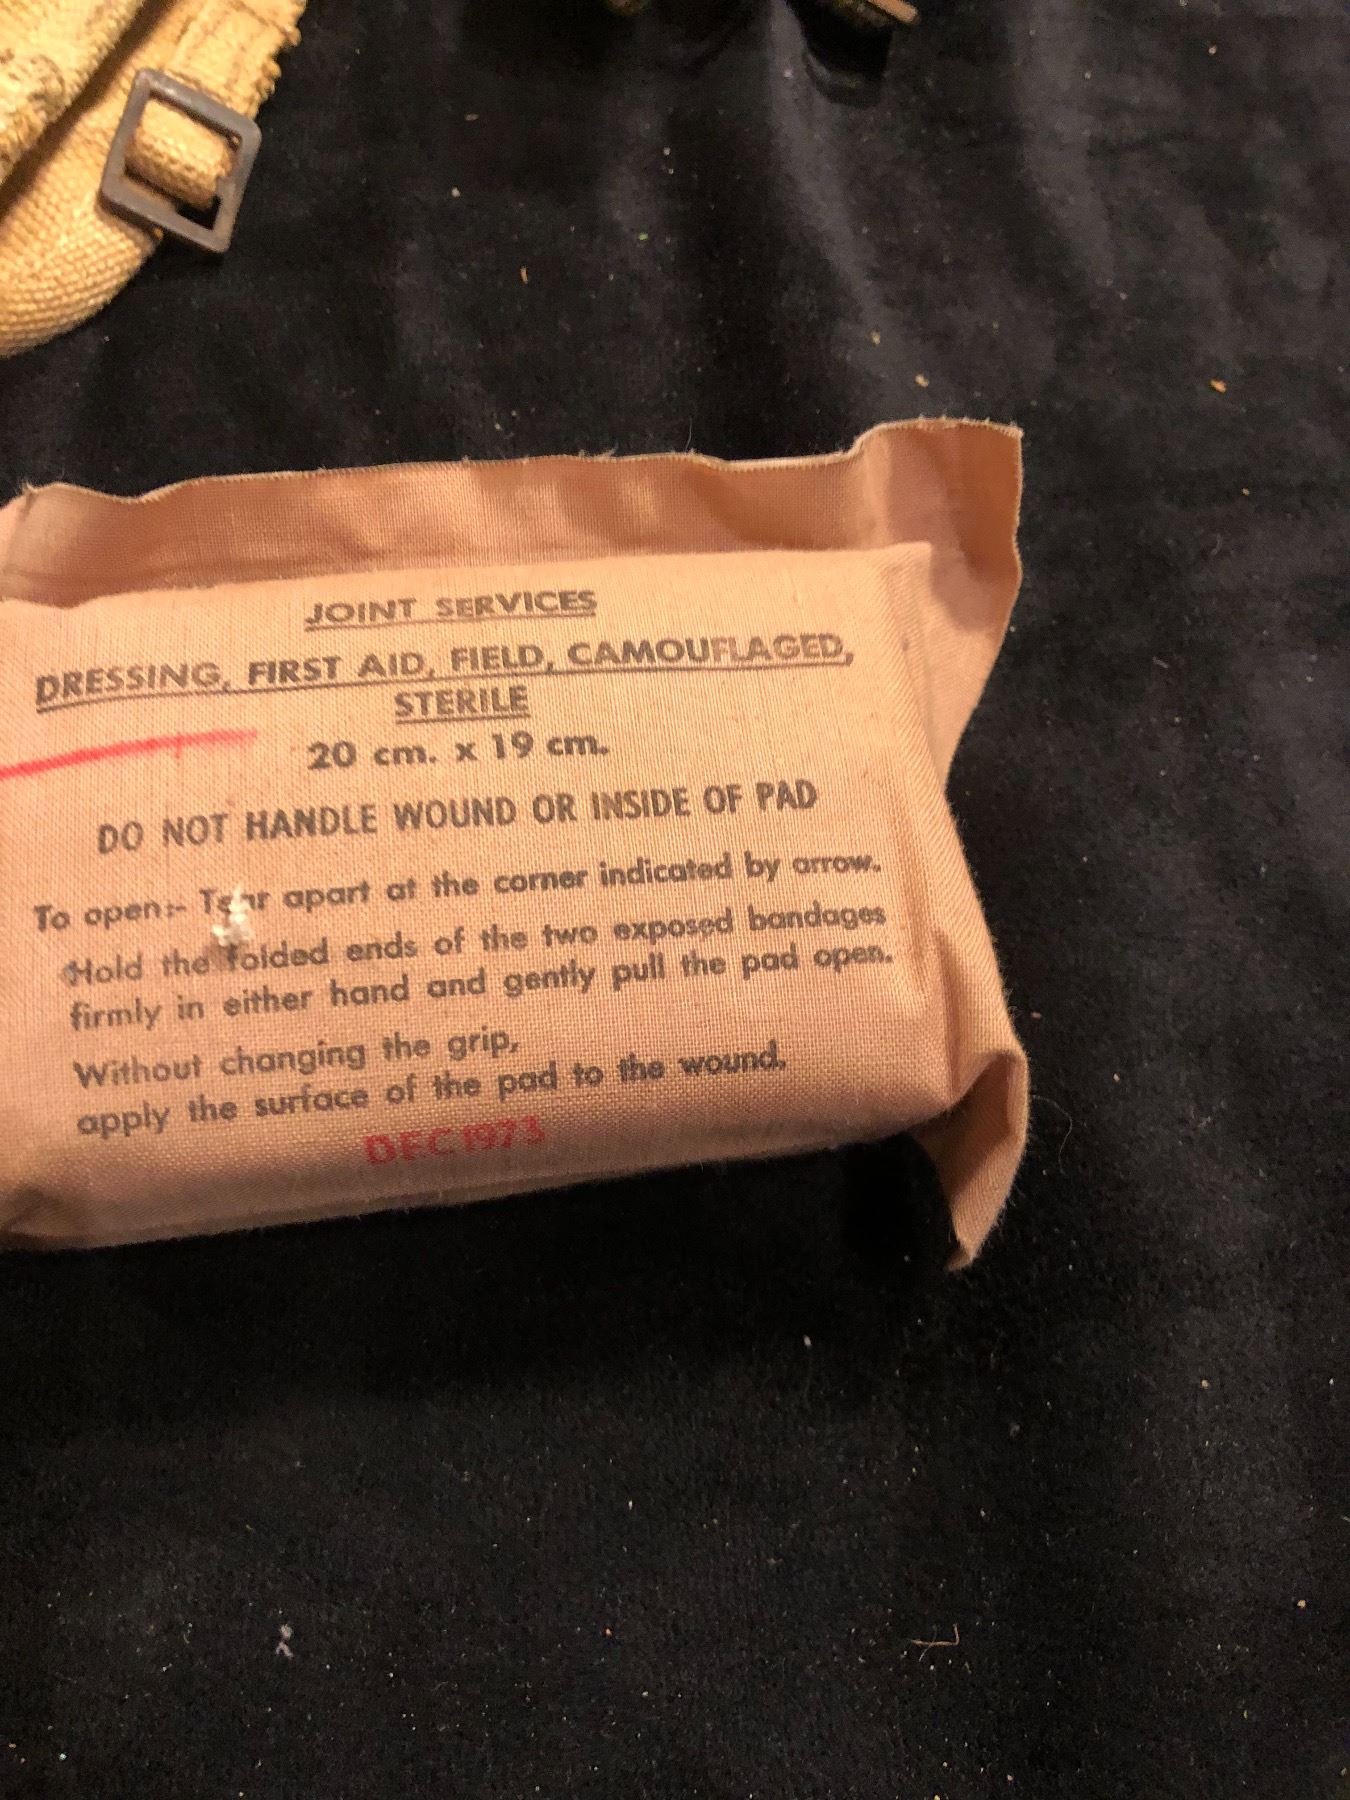 JOINT SERVICES
DRESSING, FIRST AID, FIELD, CAMOUFLAGED,
STERILE
20 cm. x 19 cm.
DO NOT HANDLE WOUND OR INSIDE OF PAD
To open:- Tear apart at the corner indicated by arrow.
Hold the folded ends of the two exposed bandages
firmly in either hand and gently pull the pad open.
Without changing the grip,
apply the surface of the pad to the wound.
DEC 1973